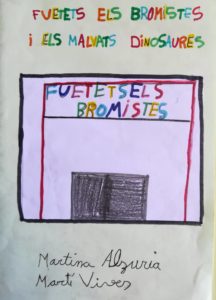 FUETETS ELS BROMISTES
I ELS MALVATS DINOSAURES
FUETETSELS
BROMISTES
Martina Alzuria
Martí Vives